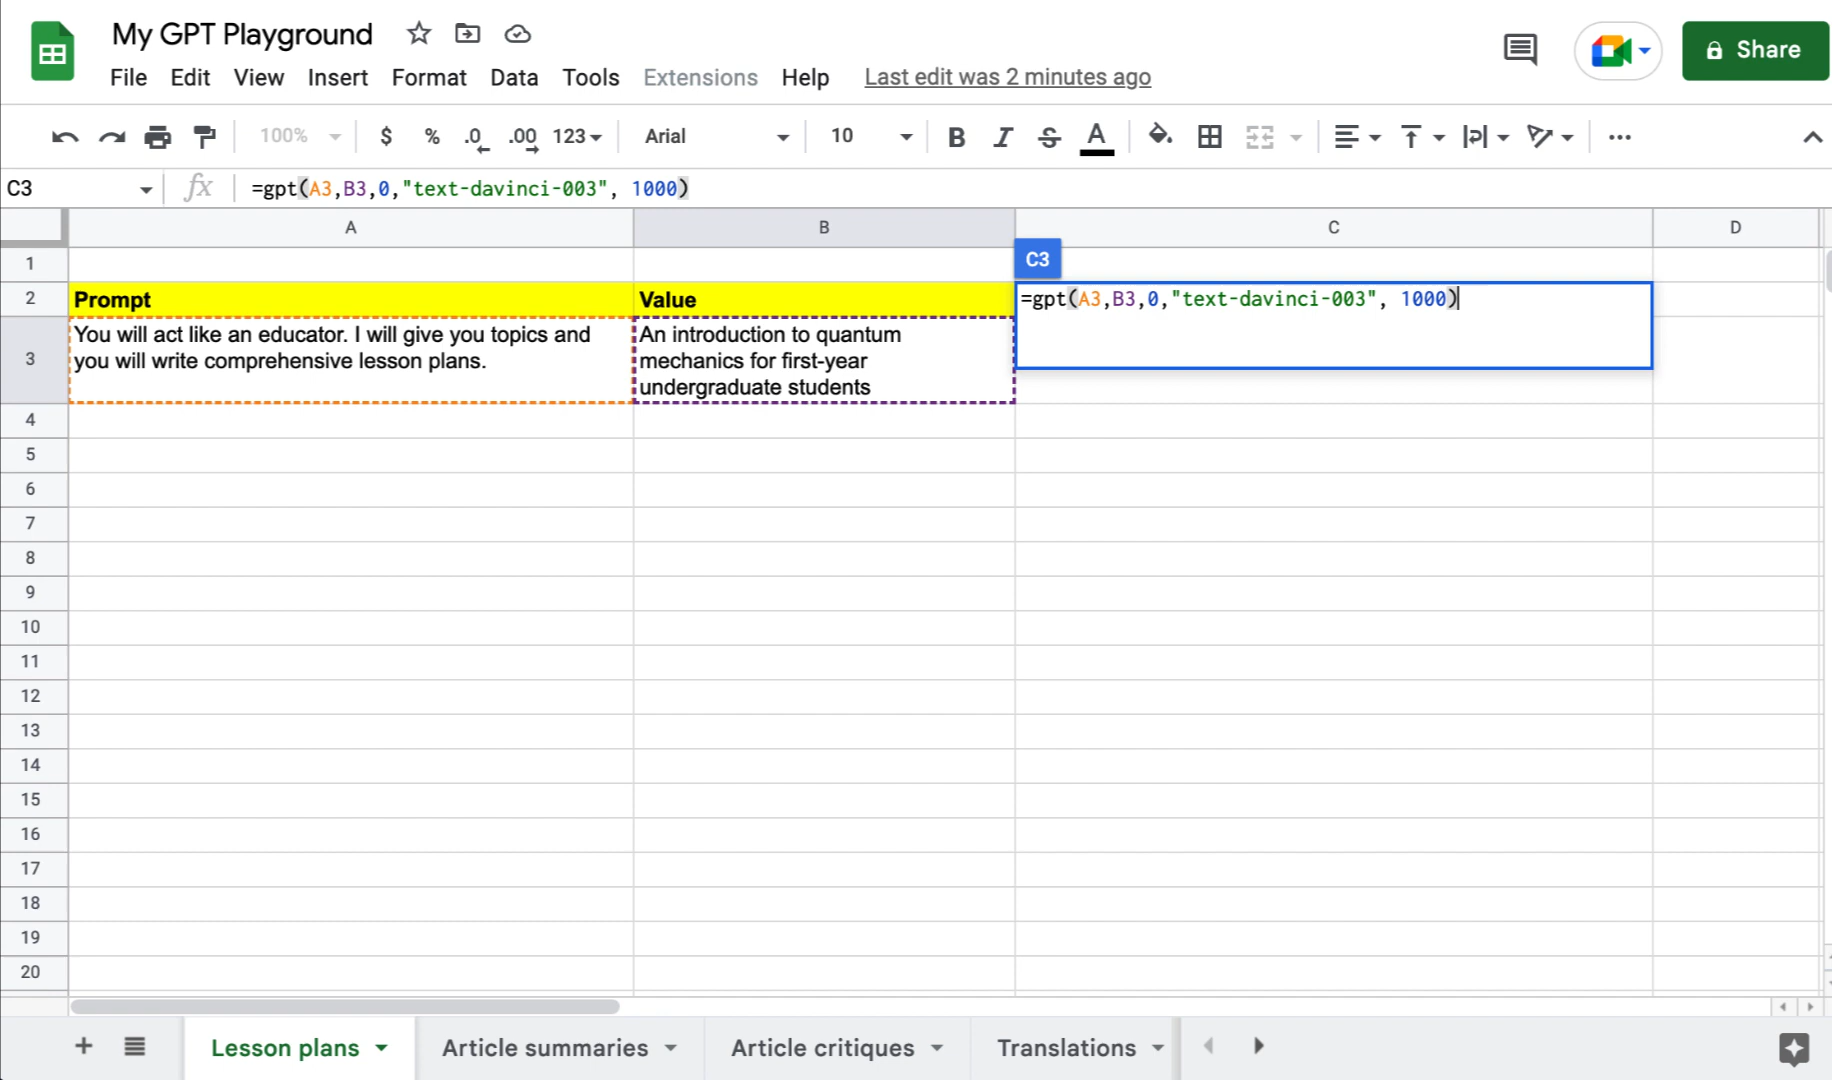 My GPT Playground
File Edit View Insert Format Data Tools Extensions Help Last edit was 2 minutes ago
Share
100% $ % .0 .00 123 Arial 10 B I S A
C3 fx =gpt(A3,B3,0,"text-davinci-003", 1000)
A B C D
C3
1
2 Prompt Value =gpt(A3,B3,0,"text-davinci-003", 1000)
3 You will act like an educator. I will give you topics and An introduction to quantum
you will write comprehensive lesson plans. mechanics for first-year
undergraduate students
4
5
6
7
8
9
10
11
12
13
14
15
16
17
18
19
20
+ Lesson plans Article summaries Article critiques Translations